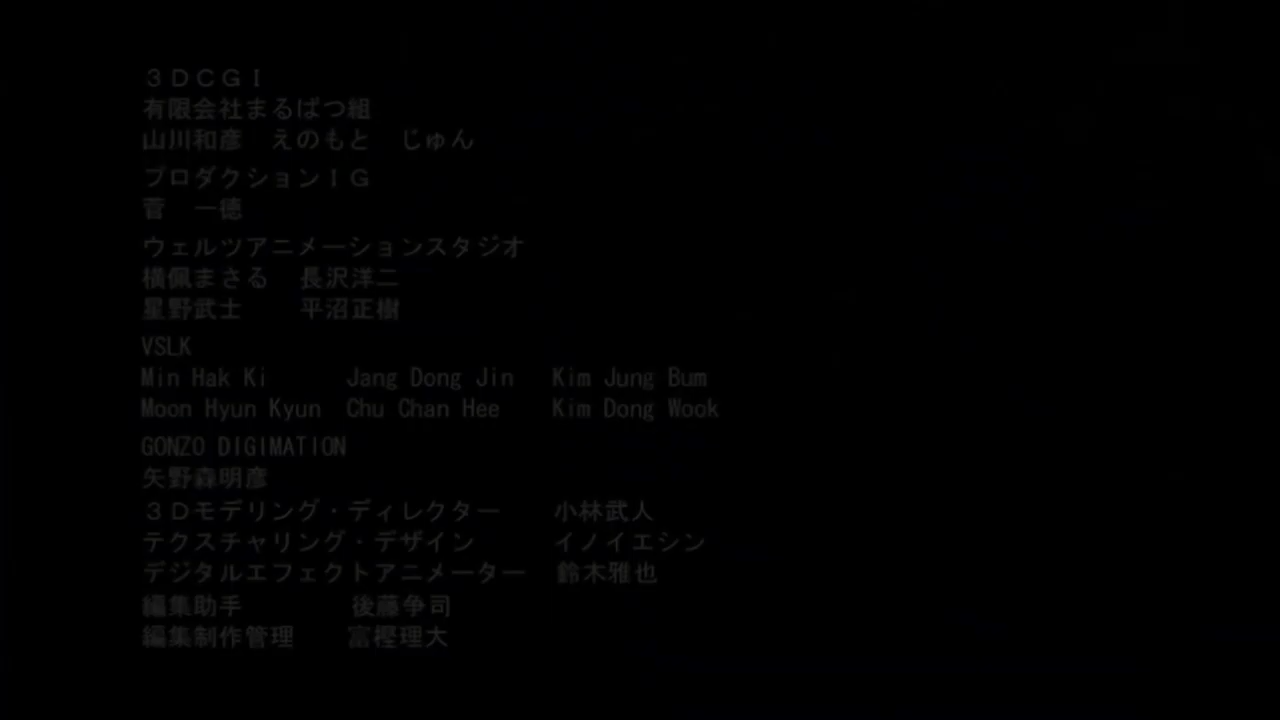 ３ＤＣＧＩ
有限会社まるばつ組
山川和彦　えのもと　じゅん
プロダクションＩＧ
菅　一徳
ウェルツアニメーションスタジオ
横佩まさる　長沢洋二
星野武士　　平沼正樹
VSLK
Min Hak Ki　Jang Dong Jin　Kim Jung Bum
Moon Hyun Kyun　Chu Chan Hee　Kim Dong Wook
GONZO DIGIMATION
矢野森明彦
３Ｄモデリング・ディレクター　　小林武人
テクスチャリング・デザイン　　　イノイエシン
デジタルエフェクトアニメーター　鈴木雅也
編集助手　　　　後藤争司
編集制作管理　　富樫理大